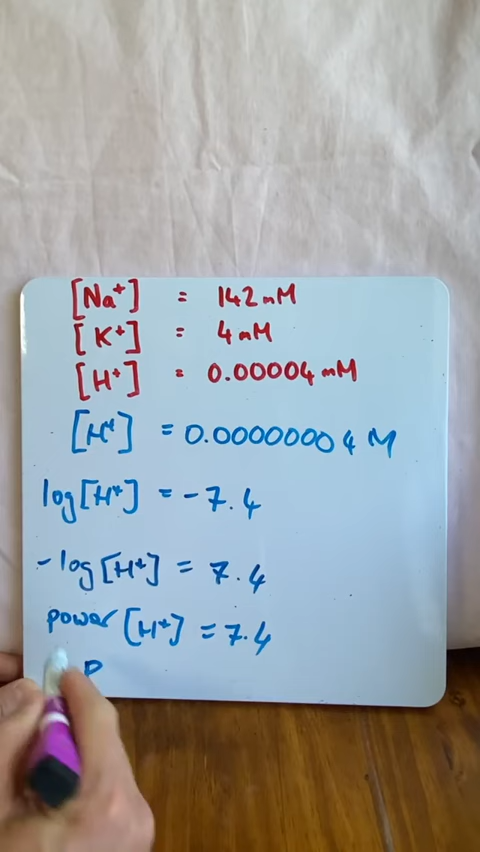 [Na⁺] = 142 mM
[K⁺] = 4 mM
[H⁺] = 0.00004 mM
[H⁺] = 0.00000004 M
log[H⁺] = -7.4
-log[H⁺] = 7.4
power [H⁺] = 7.4
P